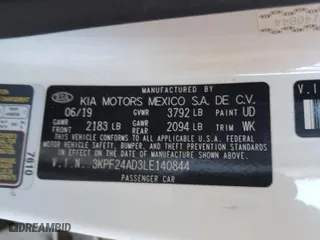 MANUFACTURED BY
KIA KIA MOTORS MEXICO S.A. DE C.V.
06/19 GVWR 3792 LB PAINT UD
GAWR FRONT 2183 LB GAWR REAR 2094 LB TRIM WK
THIS VEHICLE CONFORMS TO ALL APPLICABLE U.S.A. FEDERAL MOTOR VEHICLE
SAFETY, BUMPER, AND THEFT PREVENTION STANDARDS
IN EFFECT ON THE DATE OF MANUFACTURE SHOWN ABOVE.
V.I.N. : 3KPF24AD3LE140844
PASSENGER CAR
7610
140844
V.I.